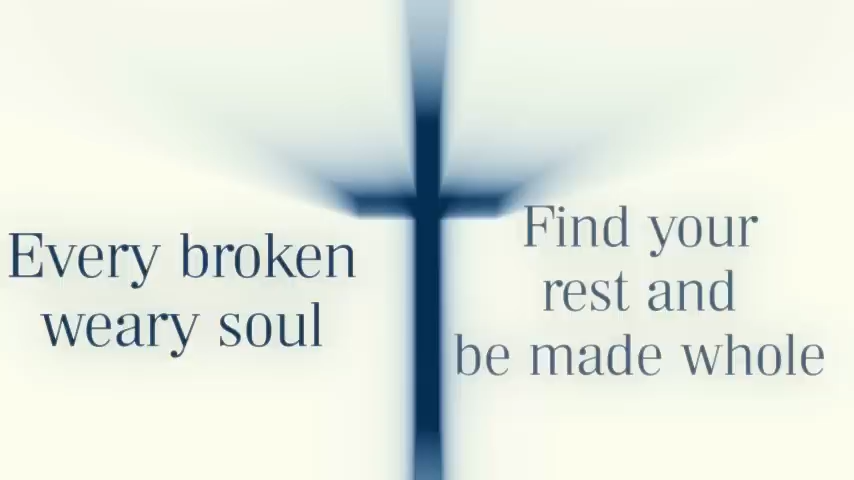 Every broken
weary soul
Find your
rest and
be made whole